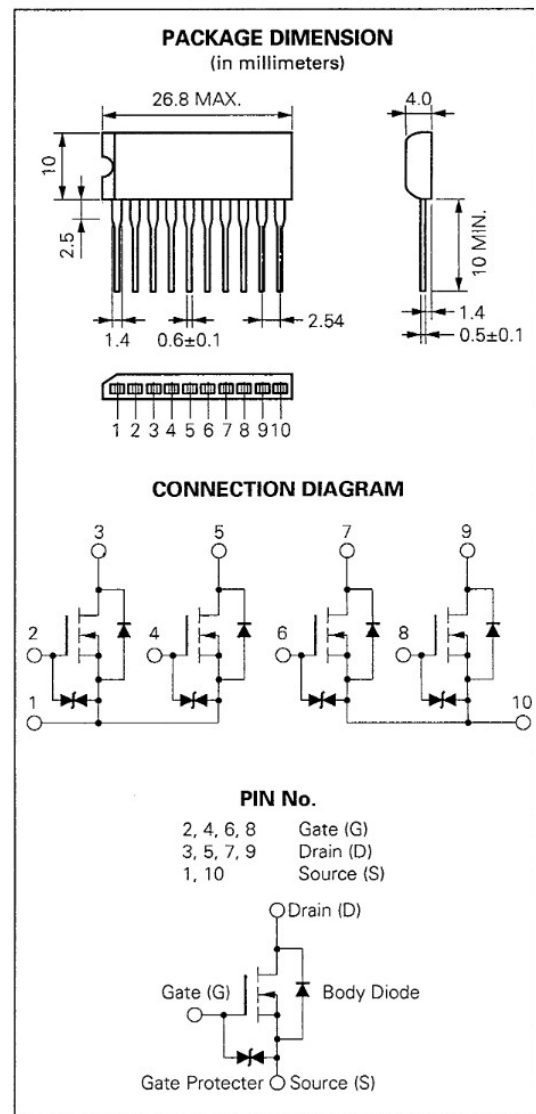 PACKAGE DIMENSION
(in millimeters)
26.8 MAX.
4.0
10
2.5
10 MIN.
1.4
0.6±0.1
2.54
1.4
0.5±0.1
1 2 3 4 5 6 7 8 9 10
CONNECTION DIAGRAM
3 5 7 9
2 4 6 8
1 10
PIN No.
2, 4, 6, 8 Gate (G)
3, 5, 7, 9 Drain (D)
1, 10 Source (S)
Drain (D)
Gate (G) Body Diode
Gate Protecter Source (S)